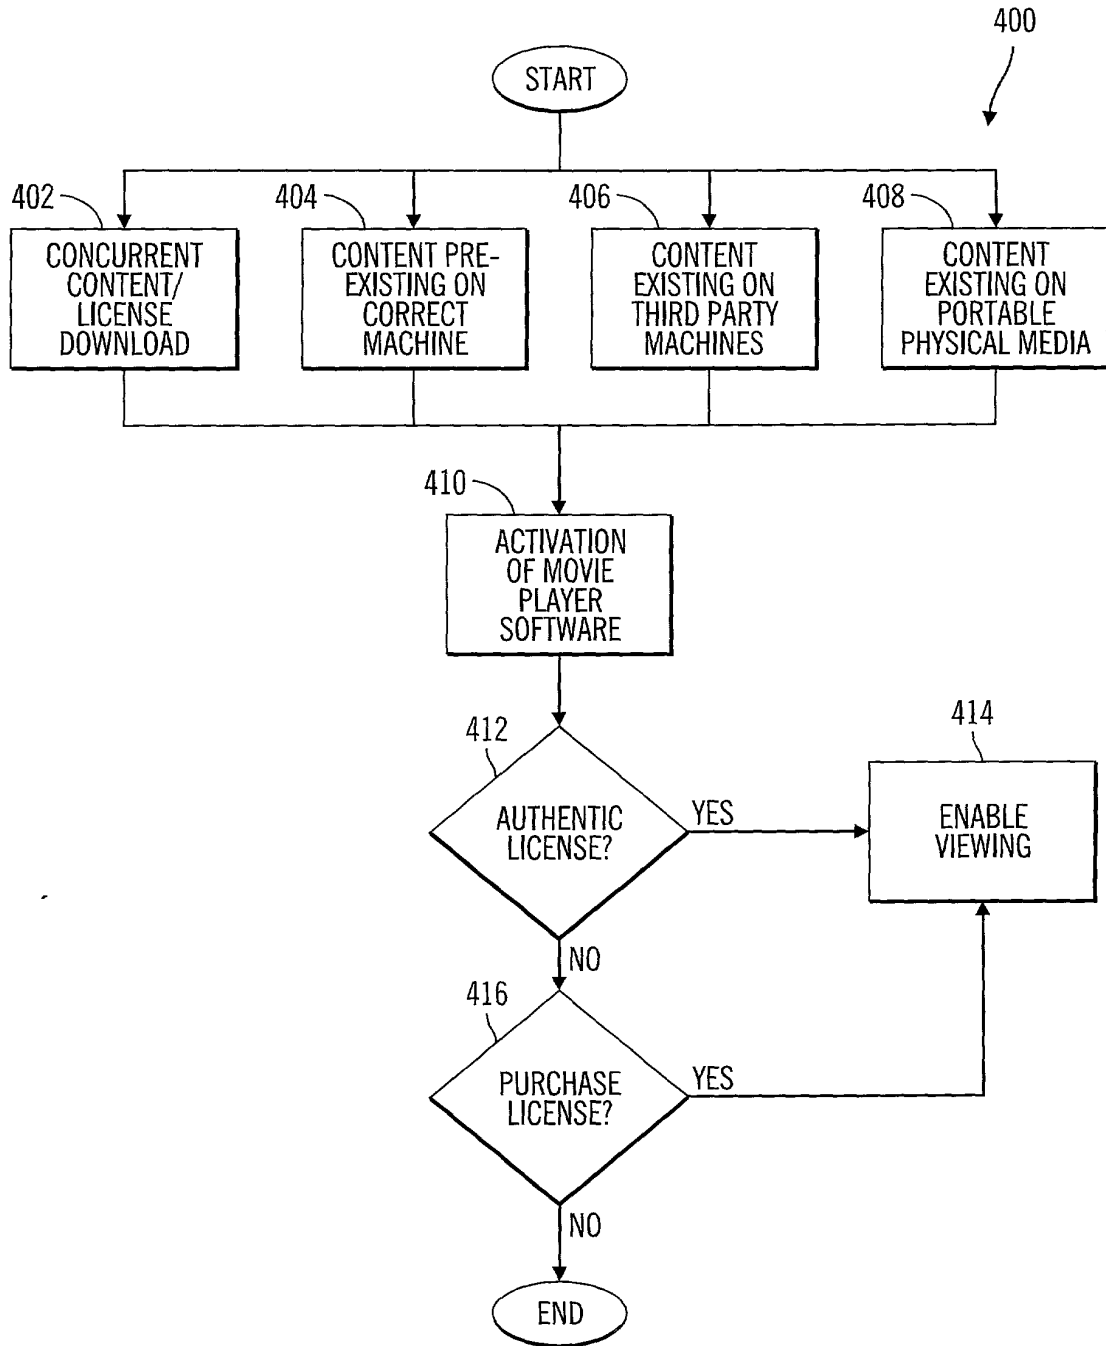 400
START
402
CONCURRENT
CONTENT/
LICENSE
DOWNLOAD
404
CONTENT PRE-
EXISTING ON
CORRECT
MACHINE
406
CONTENT
EXISTING ON
THIRD PARTY
MACHINES
408
CONTENT
EXISTING ON
PORTABLE
PHYSICAL MEDIA
410
ACTIVATION
OF MOVIE
PLAYER
SOFTWARE
412
AUTHENTIC
LICENSE?
YES
414
ENABLE
VIEWING
NO
416
PURCHASE
LICENSE?
YES
NO
END